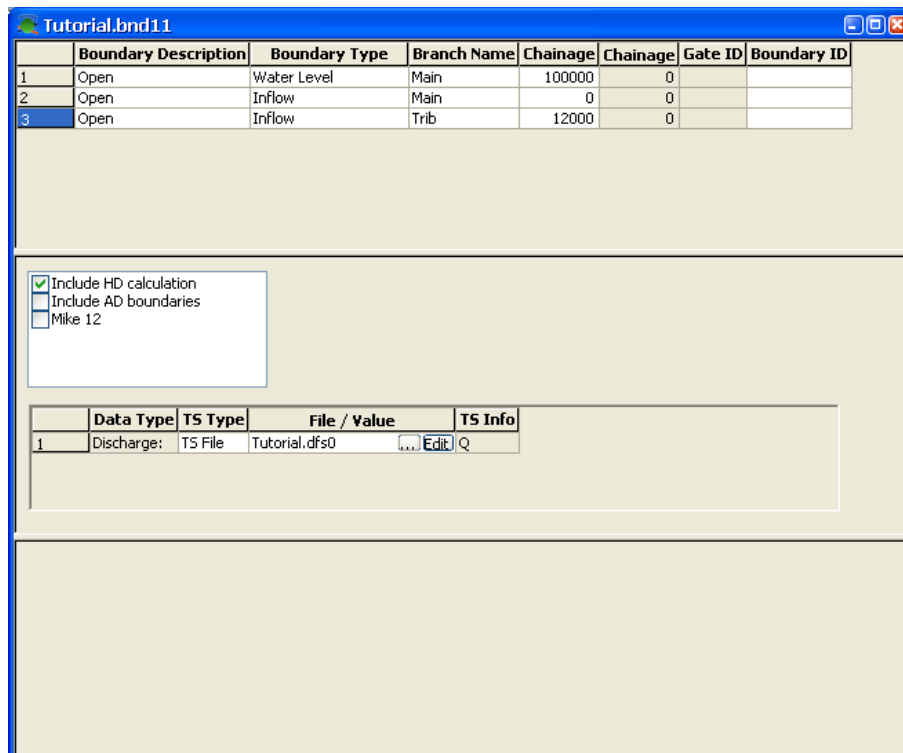 Tutorial.bnd11
Boundary Description Boundary Type Branch Name Chainage Chainage Gate ID Boundary ID
1 Open Water Level Main 100000 0
2 Open Inflow Main 0 0
3 Open Inflow Trib 12000 0
Include HD calculation
Include AD boundaries
Mike 12
Data Type TS Type File / Value TS Info
1 Discharge: TS File Tutorial.dfs0 ... Edit Q